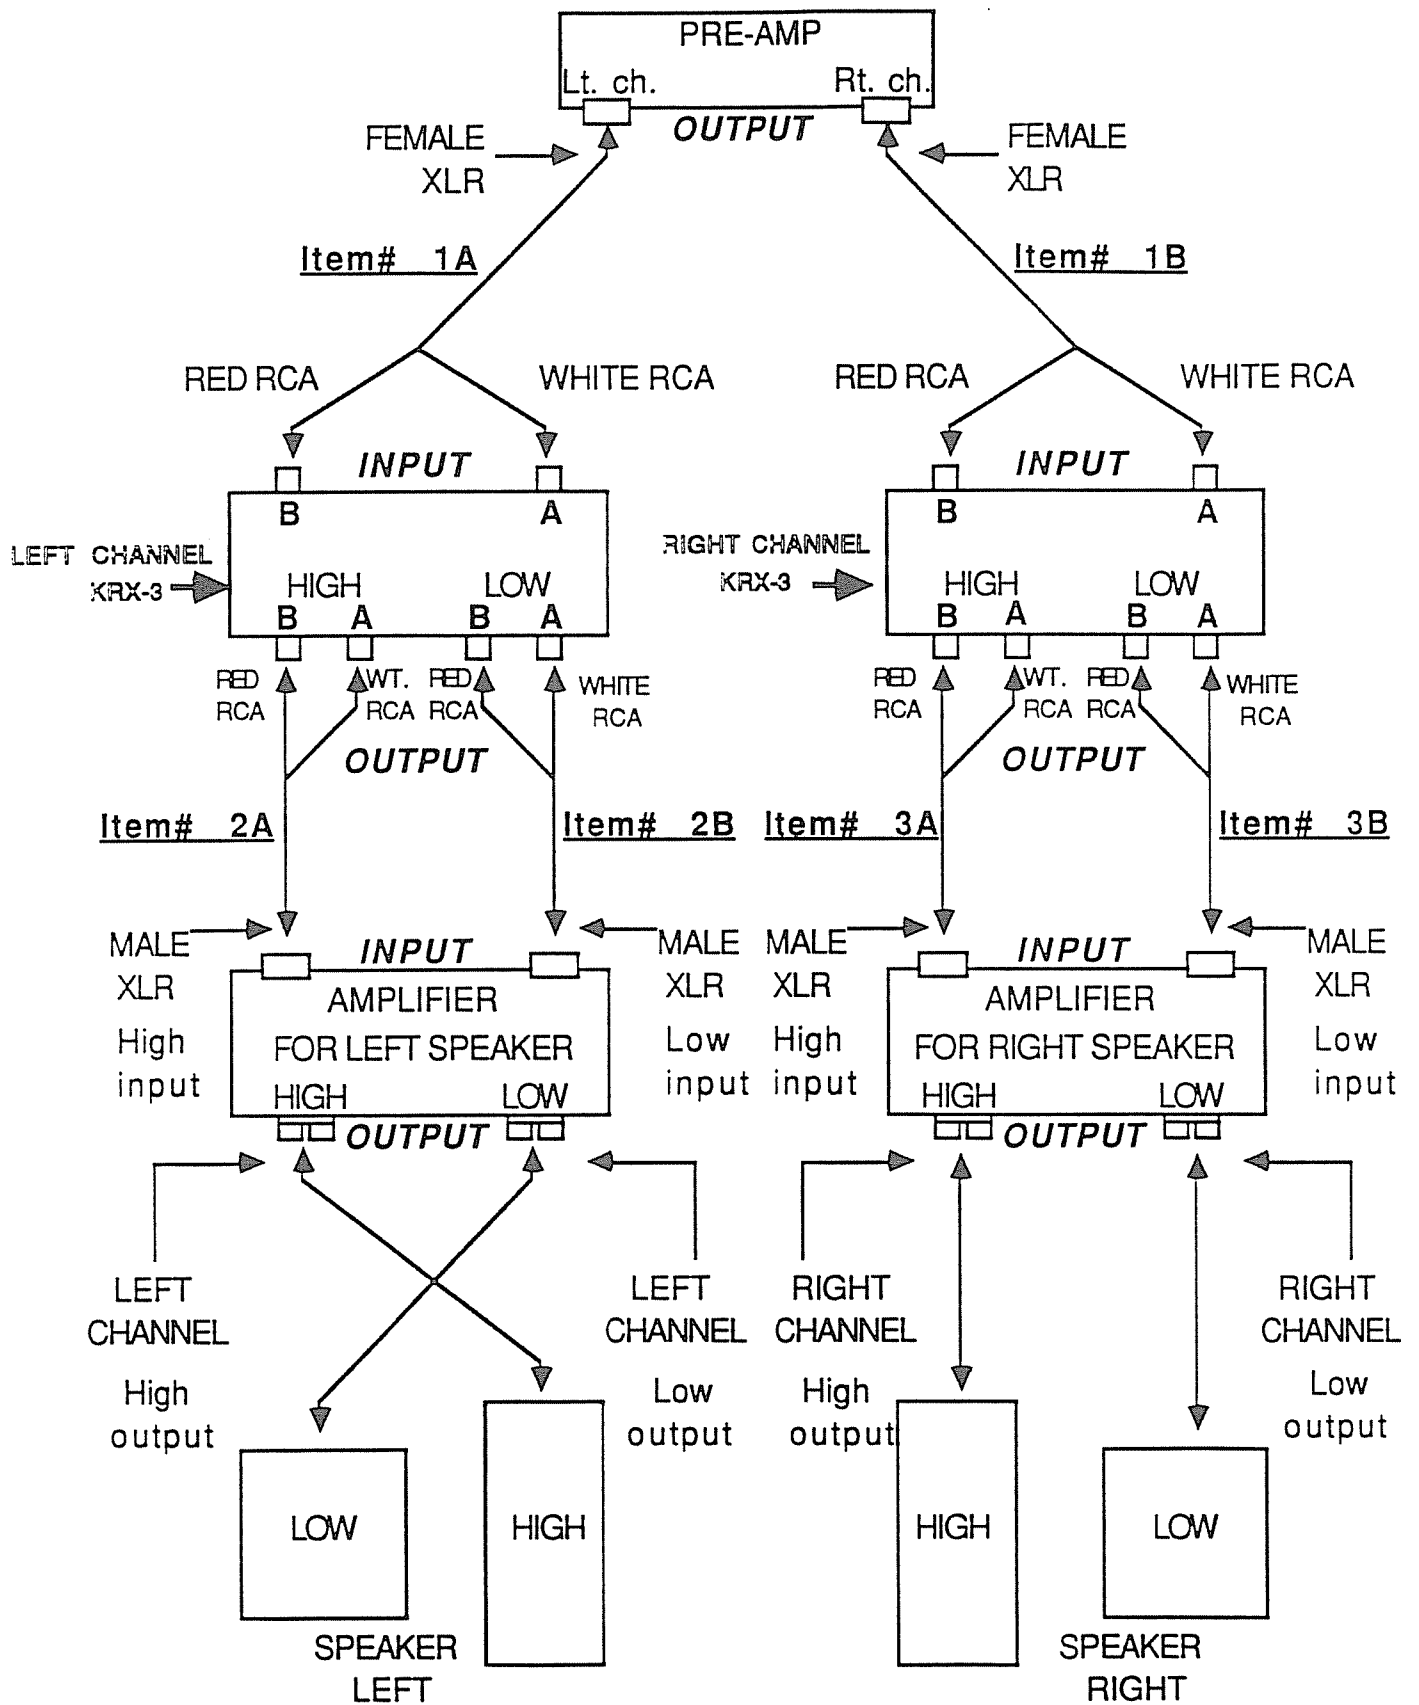 PRE-AMP
Lt. ch.
Rt. ch.
OUTPUT
FEMALE
XLR
FEMALE
XLR
Item# 1A
Item# 1B
RED RCA
WHITE RCA
RED RCA
WHITE RCA
INPUT
INPUT
B
A
B
A
LEFT CHANNEL
KRX-3
RIGHT CHANNEL
KRX-3
HIGH
LOW
HIGH
LOW
B
A
B
A
B
A
B
A
RED
RCA
WT.
RCA
RED
RCA
WHITE
RCA
RED
RCA
WT.
RCA
RED
RCA
WHITE
RCA
OUTPUT
OUTPUT
Item# 2A
Item# 2B
Item# 3A
Item# 3B
MALE
XLR
High
input
INPUT
MALE
XLR
Low
input
MALE
XLR
High
input
INPUT
MALE
XLR
Low
input
AMPLIFIER
FOR LEFT SPEAKER
HIGH
LOW
OUTPUT
AMPLIFIER
FOR RIGHT SPEAKER
HIGH
LOW
OUTPUT
LEFT
CHANNEL
High
output
LEFT
CHANNEL
Low
output
RIGHT
CHANNEL
High
output
RIGHT
CHANNEL
Low
output
LOW
HIGH
HIGH
LOW
SPEAKER
LEFT
SPEAKER
RIGHT